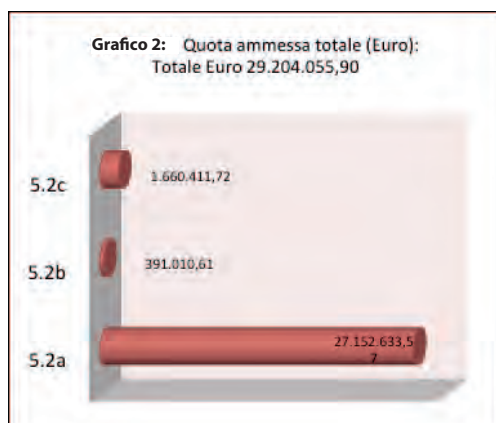 Grafico 2: Quota ammessa totale (Euro):
Totale Euro 29.204.055,90
5.2c
1.660.411,72
5.2b
391.010,61
5.2a
27.152.633,5
7